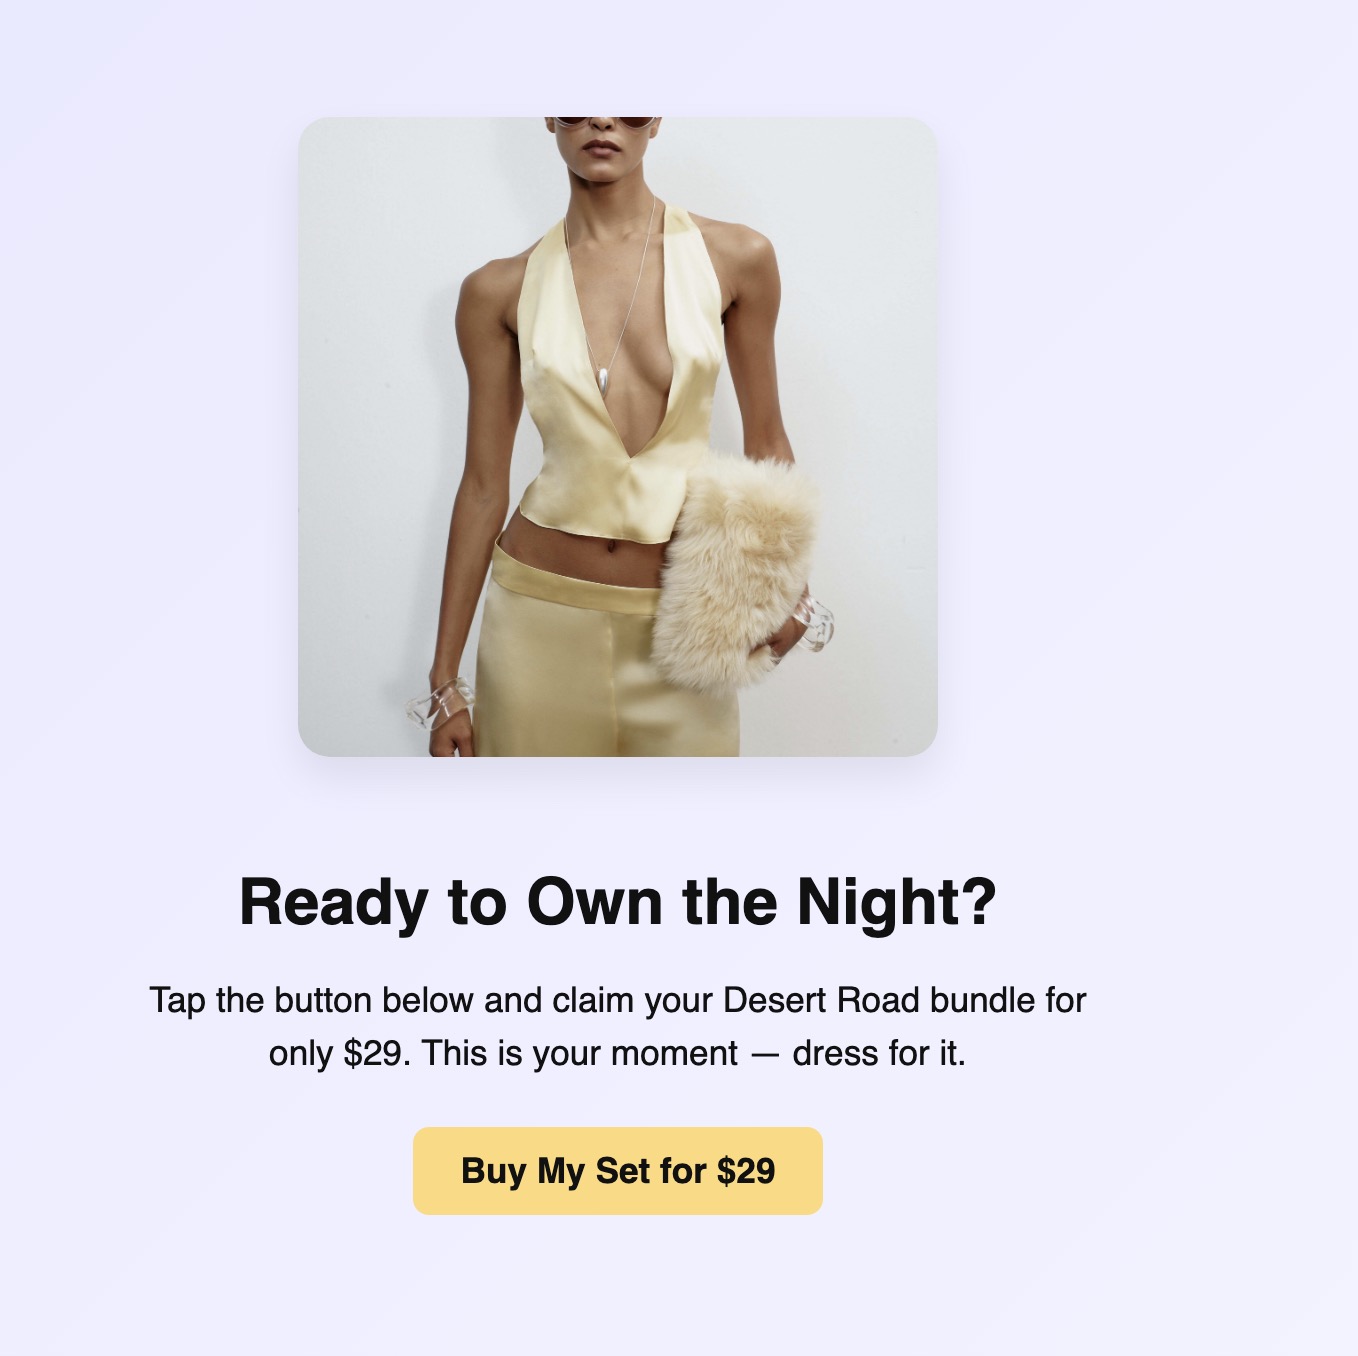 Ready to Own the Night?
Tap the button below and claim your Desert Road bundle for
only $29. This is your moment — dress for it.
Buy My Set for $29